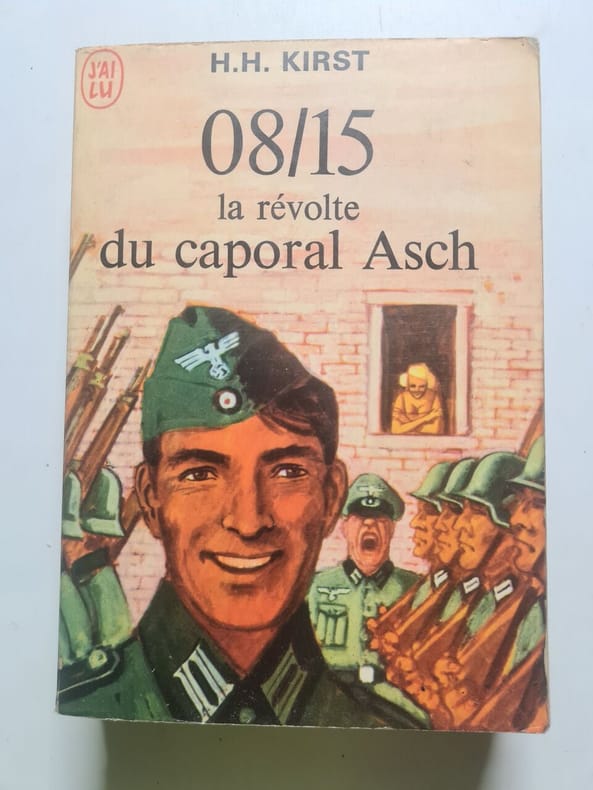 J'AI
LU
H.H. KIRST
08/15
la révolte
du caporal Asch